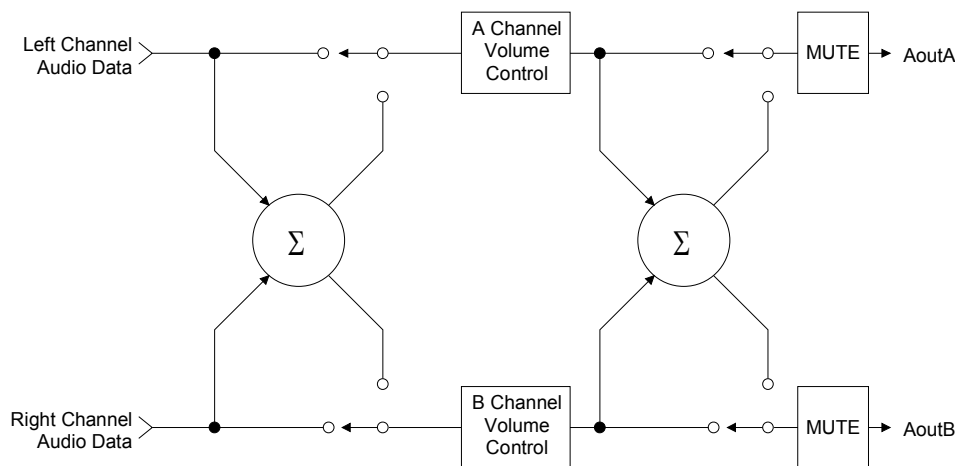 Left Channel
Audio Data
A Channel
Volume
Control
MUTE
AoutA
Σ
Σ
Right Channel
Audio Data
B Channel
Volume
Control
MUTE
AoutB